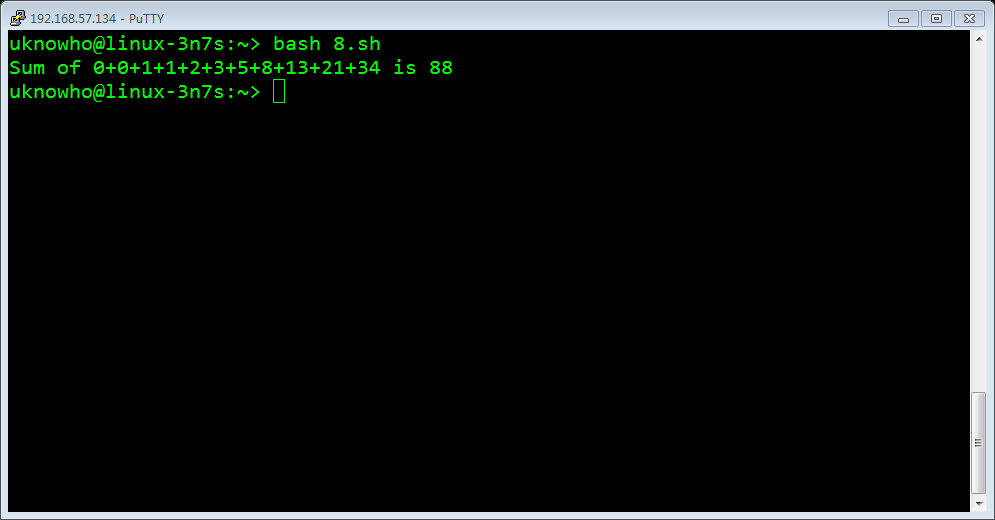 192.168.57.134 - PuTTY
uknowho@linux-3n7s:~> bash 8.sh
Sum of 0+0+1+1+2+3+5+8+13+21+34 is 88
uknowho@linux-3n7s:~>